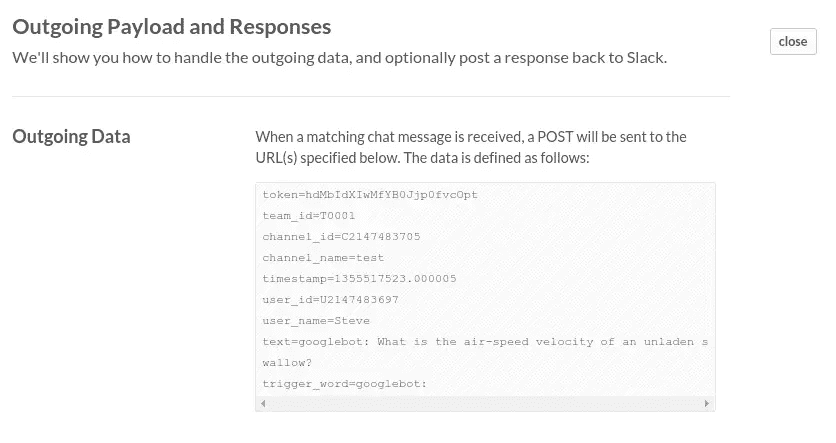 Outgoing Payload and Responses
close
We'll show you how to handle the outgoing data, and optionally post a response back to Slack.
Outgoing Data
When a matching chat message is received, a POST will be sent to the
URL(s) specified below. The data is defined as follows:
token=hdMbIdXIwMfYB0Jjp0fvcOpt
team_id=T0001
channel_id=C2147483705
channel_name=test
timestamp=1355517523.000005
user_id=U2147483697
user_name=Steve
text=googlebot: What is the air-speed velocity of an unladen s
wallow?
trigger_word=googlebot: